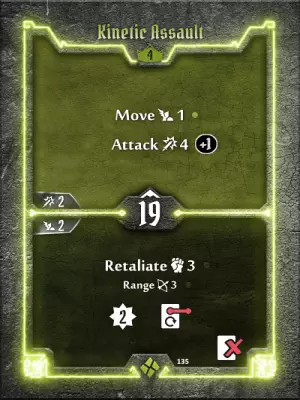 Kinetic Assault
4
Move 1
Attack 4 +1
2
19
2
Retaliate 3
Range 3
2
135